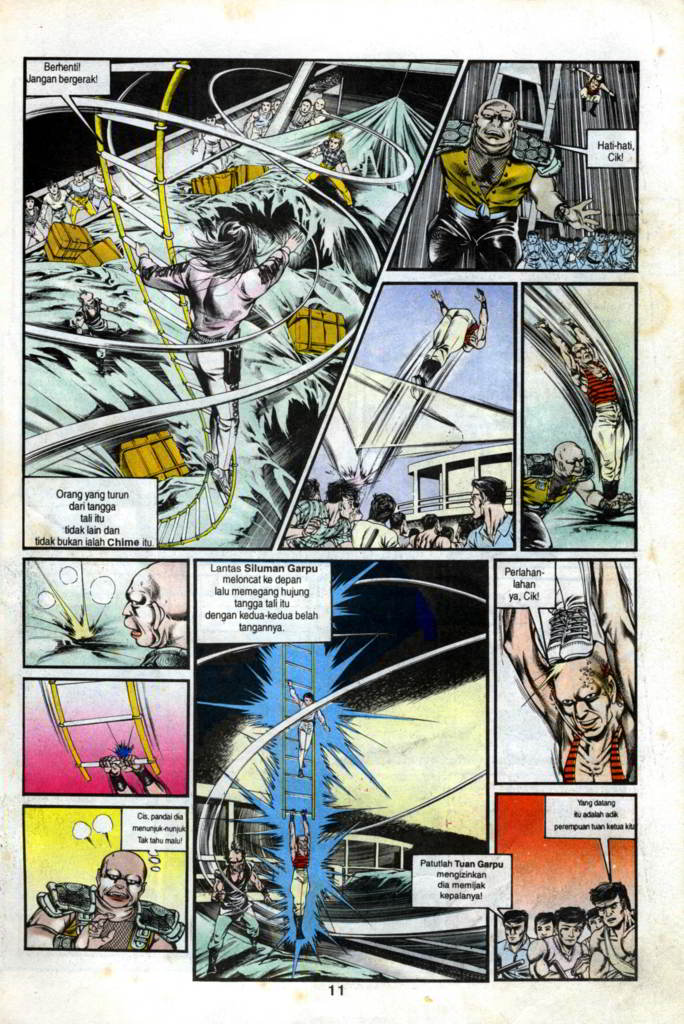 Berhenti!
Jangan bergerak!
Hati-hati,
Cik!
Orang yang turun
dari tangga
tali itu
tidak lain dan
tidak bukan ialah Chime itu.
Lantas Siluman Garpu
meloncat ke depan
lalu memegang hujung
tangga tali itu
dengan kedua-kedua belah
tangannya.
Perlahan-
lahan
ya, Cik!
Cis, pandai dia
menunjuk-nunjuk
Tak tahu malu!
Patutlah Tuan Garpu
mengizinkan
dia memijak
kepalanya!
Yang datang
itu adalah adik
perempuan tuan ketua kita
11